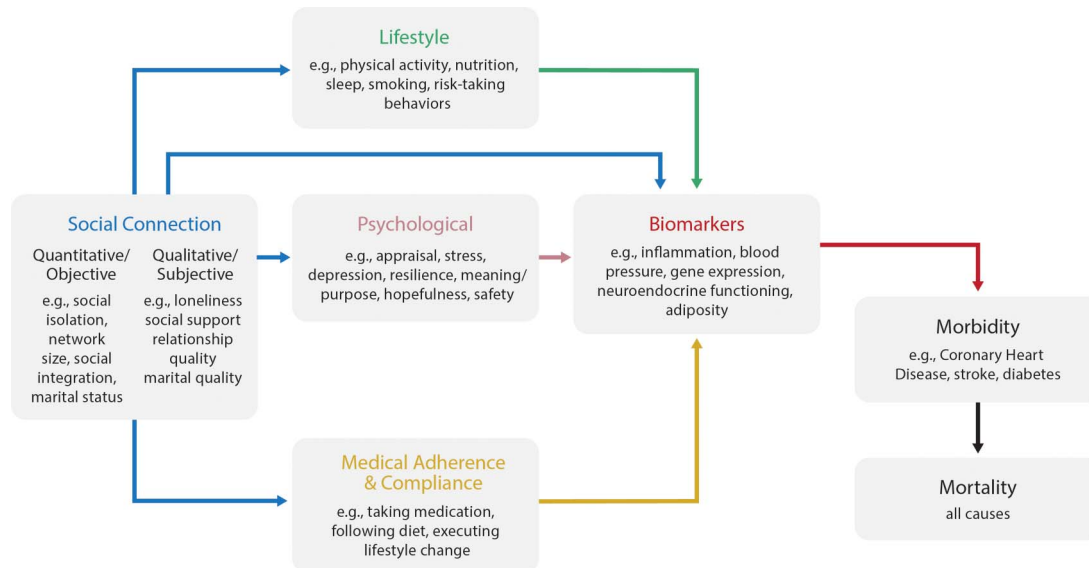 Lifestyle
e.g., physical activity, nutrition,
sleep, smoking, risk-taking
behaviors
Social Connection
Quantitative/
Objective
e.g., social
isolation,
network
size, social
integration,
marital status
Qualitative/
Subjective
e.g., loneliness
social support
relationship
quality
marital quality
Psychological
e.g., appraisal, stress,
depression, resilience, meaning/
purpose, hopefulness, safety
Biomarkers
e.g., inflammation, blood
pressure, gene expression,
neuroendocrine functioning,
adiposity
Medical Adherence
& Compliance
e.g., taking medication,
following diet, executing
lifestyle change
Morbidity
e.g., Coronary Heart
Disease, stroke, diabetes
Mortality
all causes